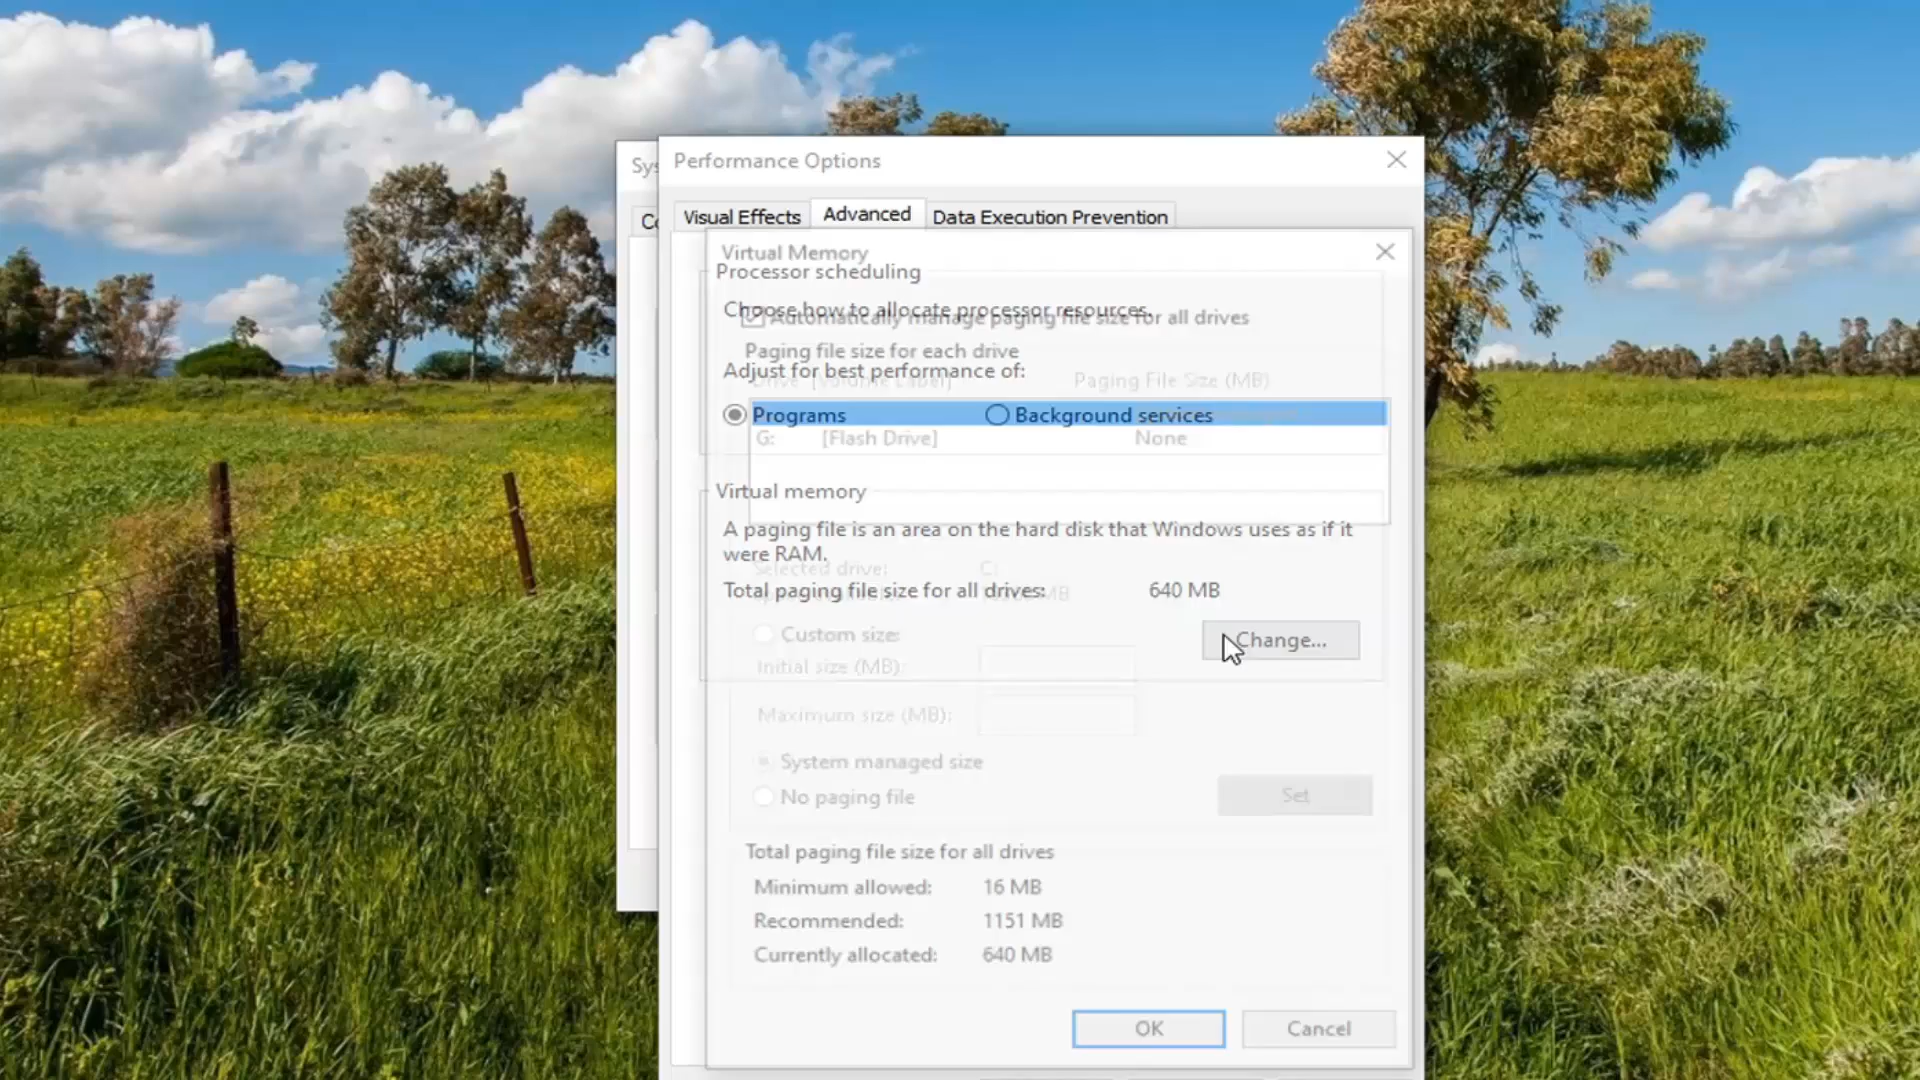 Sys
Performance Options
Co
Visual Effects
Advanced
Data Execution Prevention
Virtual Memory
Processor scheduling
Choose how to allocate processor resources.
Automatically manage paging file size for all drives
Paging file size for each drive
Adjust for best performance of:
Drive [Volume Label]
Paging File Size (MB)
Programs
Background services
G: [Flash Drive] None
Virtual memory
A paging file is an area on the hard disk that Windows uses as if it
were RAM.
Selected drive: C:
Total paging file size for all drives: 640 MB
MB
Custom size:
Change...
Initial size (MB):
Maximum size (MB):
System managed size
No paging file
Set
Total paging file size for all drives
Minimum allowed: 16 MB
Recommended: 1151 MB
Currently allocated: 640 MB
OK
Cancel